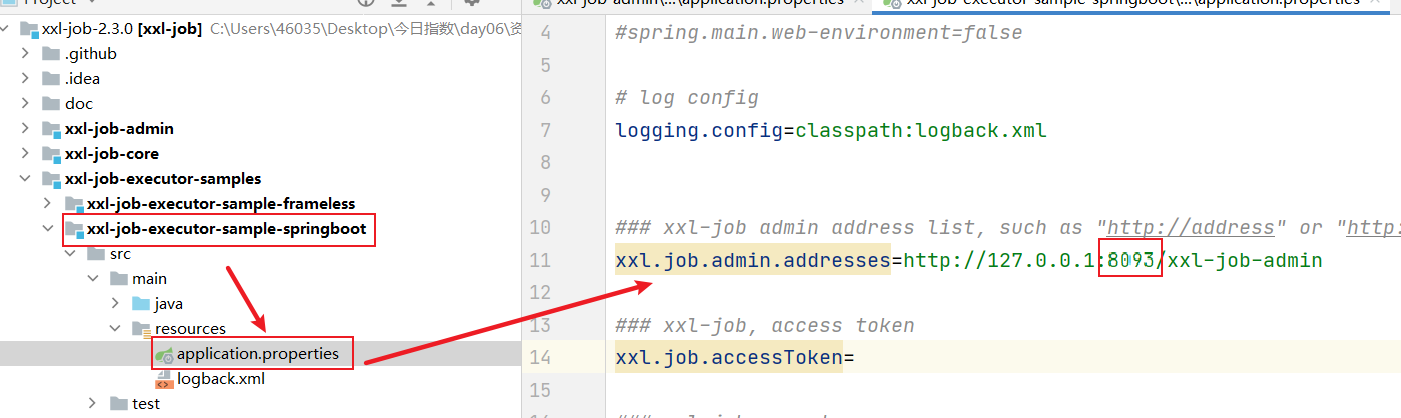 Project
xxl-job-admin\...\application.properties
xxl-job-executor-sample-springboot\...\application.properties
xxl-job-2.3.0 [xxl-job] C:\Users\46035\Desktop\今日指数\day06\资
.github
.idea
doc
xxl-job-admin
xxl-job-core
xxl-job-executor-samples
xxl-job-executor-sample-frameless
xxl-job-executor-sample-springboot
src
main
java
resources
application.properties
logback.xml
test
4 #spring.main.web-environment=false
5
6 # log config
7 logging.config=classpath:logback.xml
8
9
10 ### xxl-job admin address list, such as "http://address" or "http:
11 xxl.job.admin.addresses=http://127.0.0.1:8093/xxl-job-admin
12
13 ### xxl-job, access token
14 xxl.job.accessToken=
15